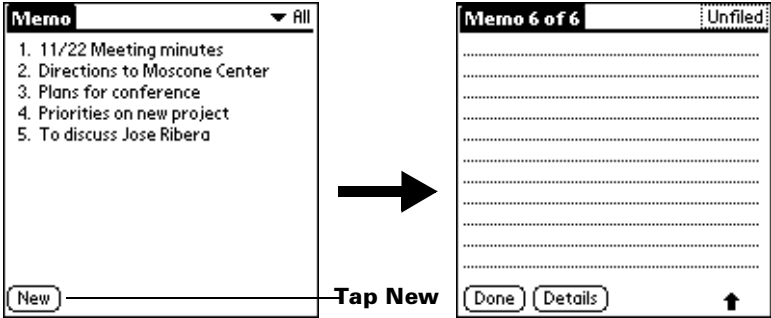 Memo
All
1. 11/22 Meeting minutes
2. Directions to Moscone Center
3. Plans for conference
4. Priorities on new project
5. To discuss Jose Ribera
New
Tap New
Memo 6 of 6
Unfiled
Done
Details